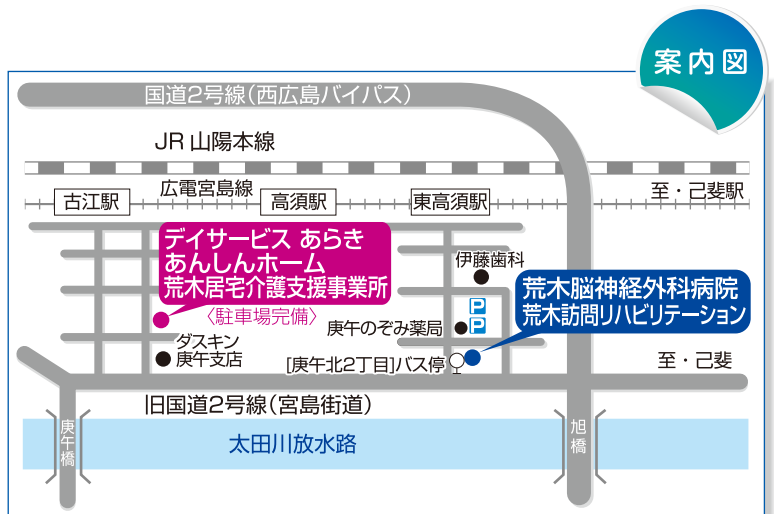 案内図
国道2号線(西広島バイパス)
JR山陽本線
広電宮島線
至・己斐駅
古江駅
高須駅
東高須駅
デイサービス あらき
あんしんホーム
荒木居宅介護支援事業所
〈駐車場完備〉
伊藤歯科
荒木脳神経外科病院
荒木訪問リハビリテーション
P
P
庚午のぞみ薬局
ダスキン
庚午支店
[庚午北2丁目]バス停
至・己斐
旧国道2号線(宮島街道)
庚午橋
太田川放水路
旭橋